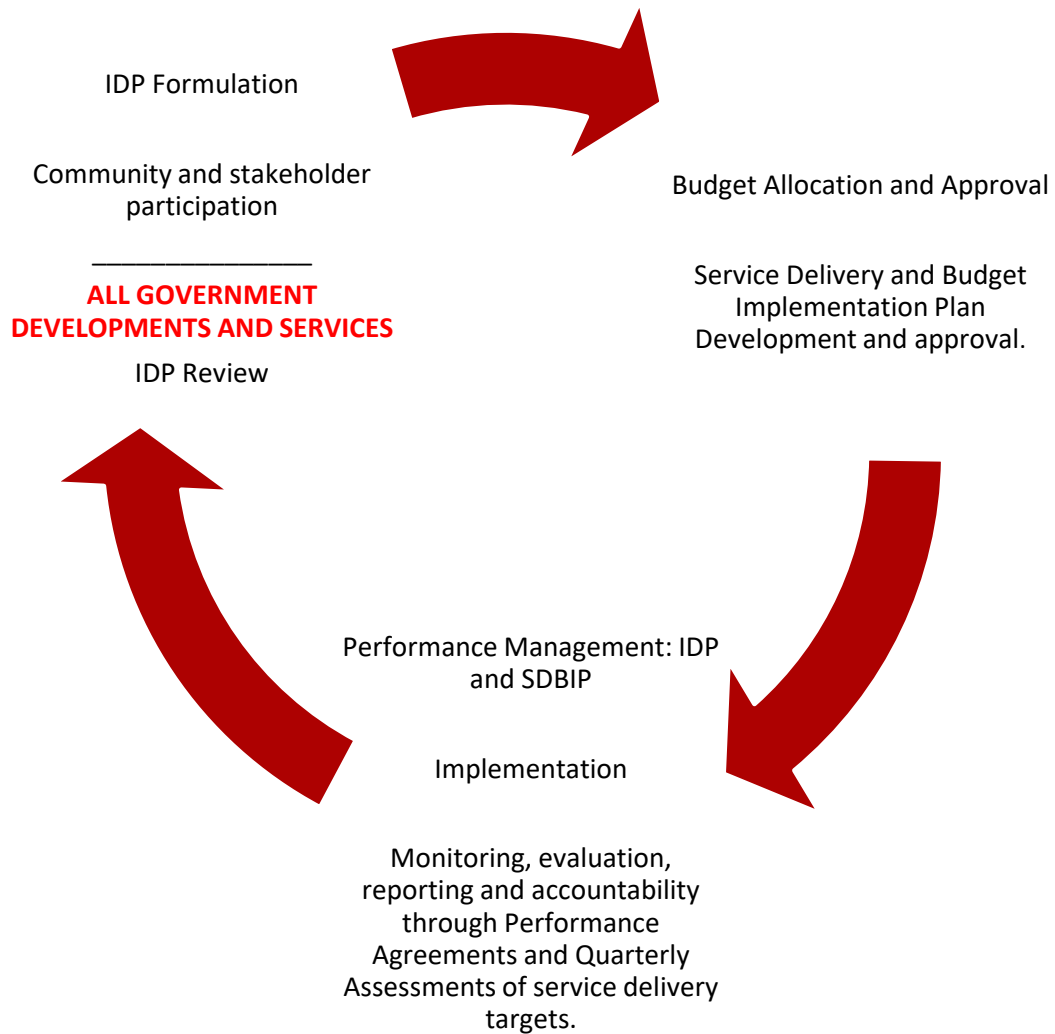 IDP Formulation
Community and stakeholder
participation
________________
ALL GOVERNMENT
DEVELOPMENTS AND SERVICES
IDP Review
Budget Allocation and Approval
Service Delivery and Budget
Implementation Plan
Development and approval.
Performance Management: IDP
and SDBIP
Implementation
Monitoring, evaluation,
reporting and accountability
through Performance
Agreements and Quarterly
Assessments of service delivery
targets.